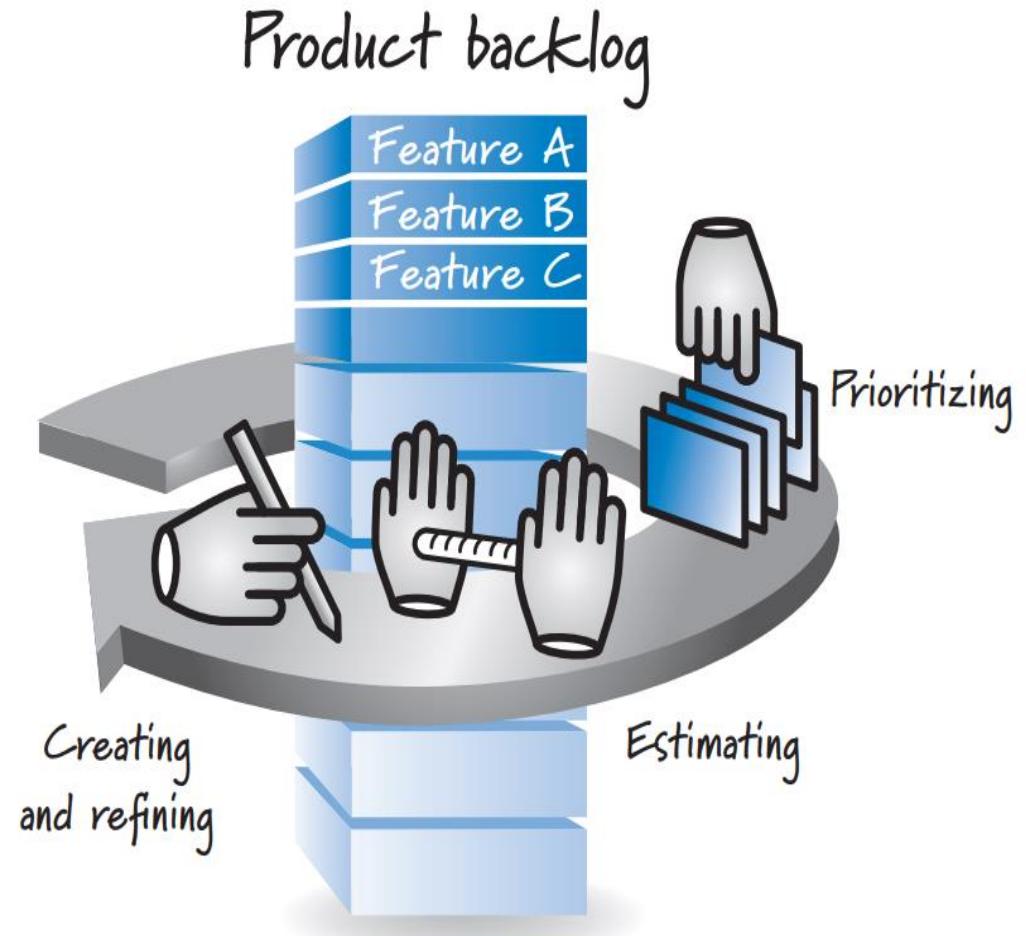 Product backlog
Feature A
Feature B
Feature C
Prioritizing
Creating
and refining
Estimating